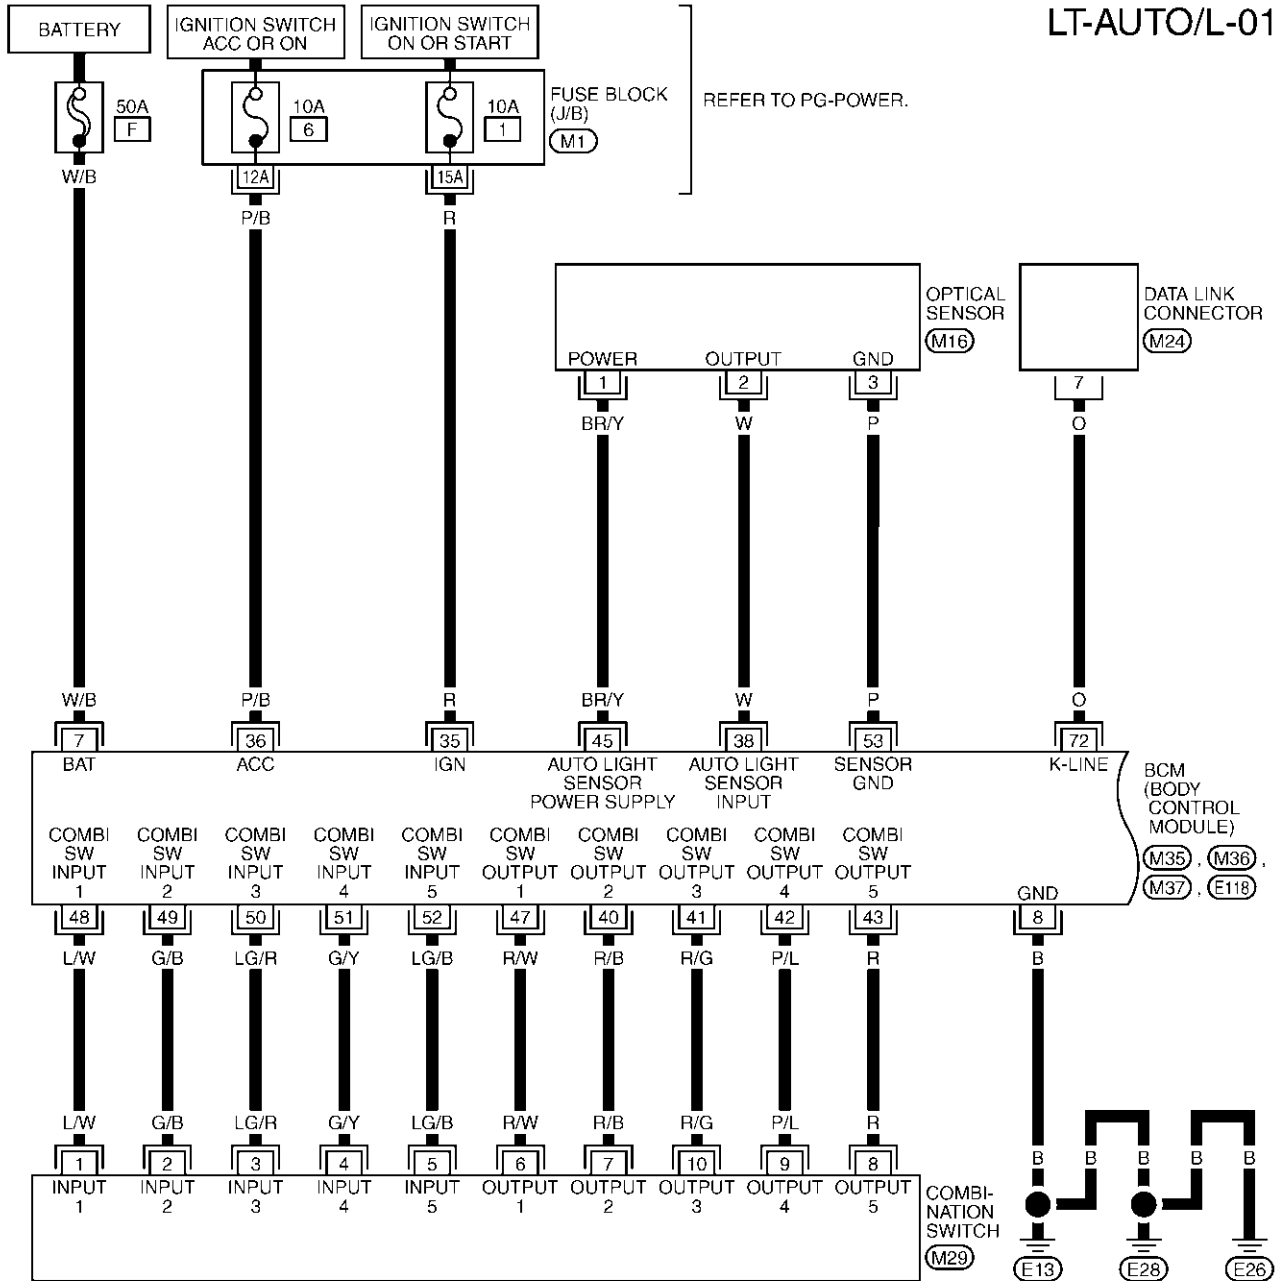 LT-AUTO/L-01
BATTERY
IGNITION SWITCH
ACC OR ON
IGNITION SWITCH
ON OR START
50A
F
10A
6
10A
1
FUSE BLOCK
(J/B)
M1
REFER TO PG-POWER.
12A
15A
W/B
P/B
R
OPTICAL
SENSOR
M16
DATA LINK
CONNECTOR
M24
POWER
OUTPUT
GND
1
2
3
7
BR/Y
W
P
O
W/B
P/B
R
BR/Y
W
P
O
7
36
35
45
38
53
72
BAT
ACC
IGN
AUTO LIGHT
SENSOR
POWER SUPPLY
AUTO LIGHT
SENSOR
INPUT
SENSOR
GND
K-LINE
BCM
(BODY
CONTROL
MODULE)
M35 , M36 ,
M37 , E118
COMBI
SW
INPUT
1
COMBI
SW
INPUT
2
COMBI
SW
INPUT
3
COMBI
SW
INPUT
4
COMBI
SW
INPUT
5
COMBI
SW
OUTPUT
1
COMBI
SW
OUTPUT
2
COMBI
SW
OUTPUT
3
COMBI
SW
OUTPUT
4
COMBI
SW
OUTPUT
5
GND
48
49
50
51
52
47
40
41
42
43
8
L/W
G/B
LG/R
G/Y
LG/B
R/W
R/B
R/G
P/L
R
B
L/W
G/B
LG/R
G/Y
LG/B
R/W
R/B
R/G
P/L
R
B
B
B
B
B
1
2
3
4
5
6
7
10
9
8
INPUT
1
INPUT
2
INPUT
3
INPUT
4
INPUT
5
OUTPUT
1
OUTPUT
2
OUTPUT
3
OUTPUT
4
OUTPUT
5
COMBI-
NATION
SWITCH
M29
E13
E28
E26